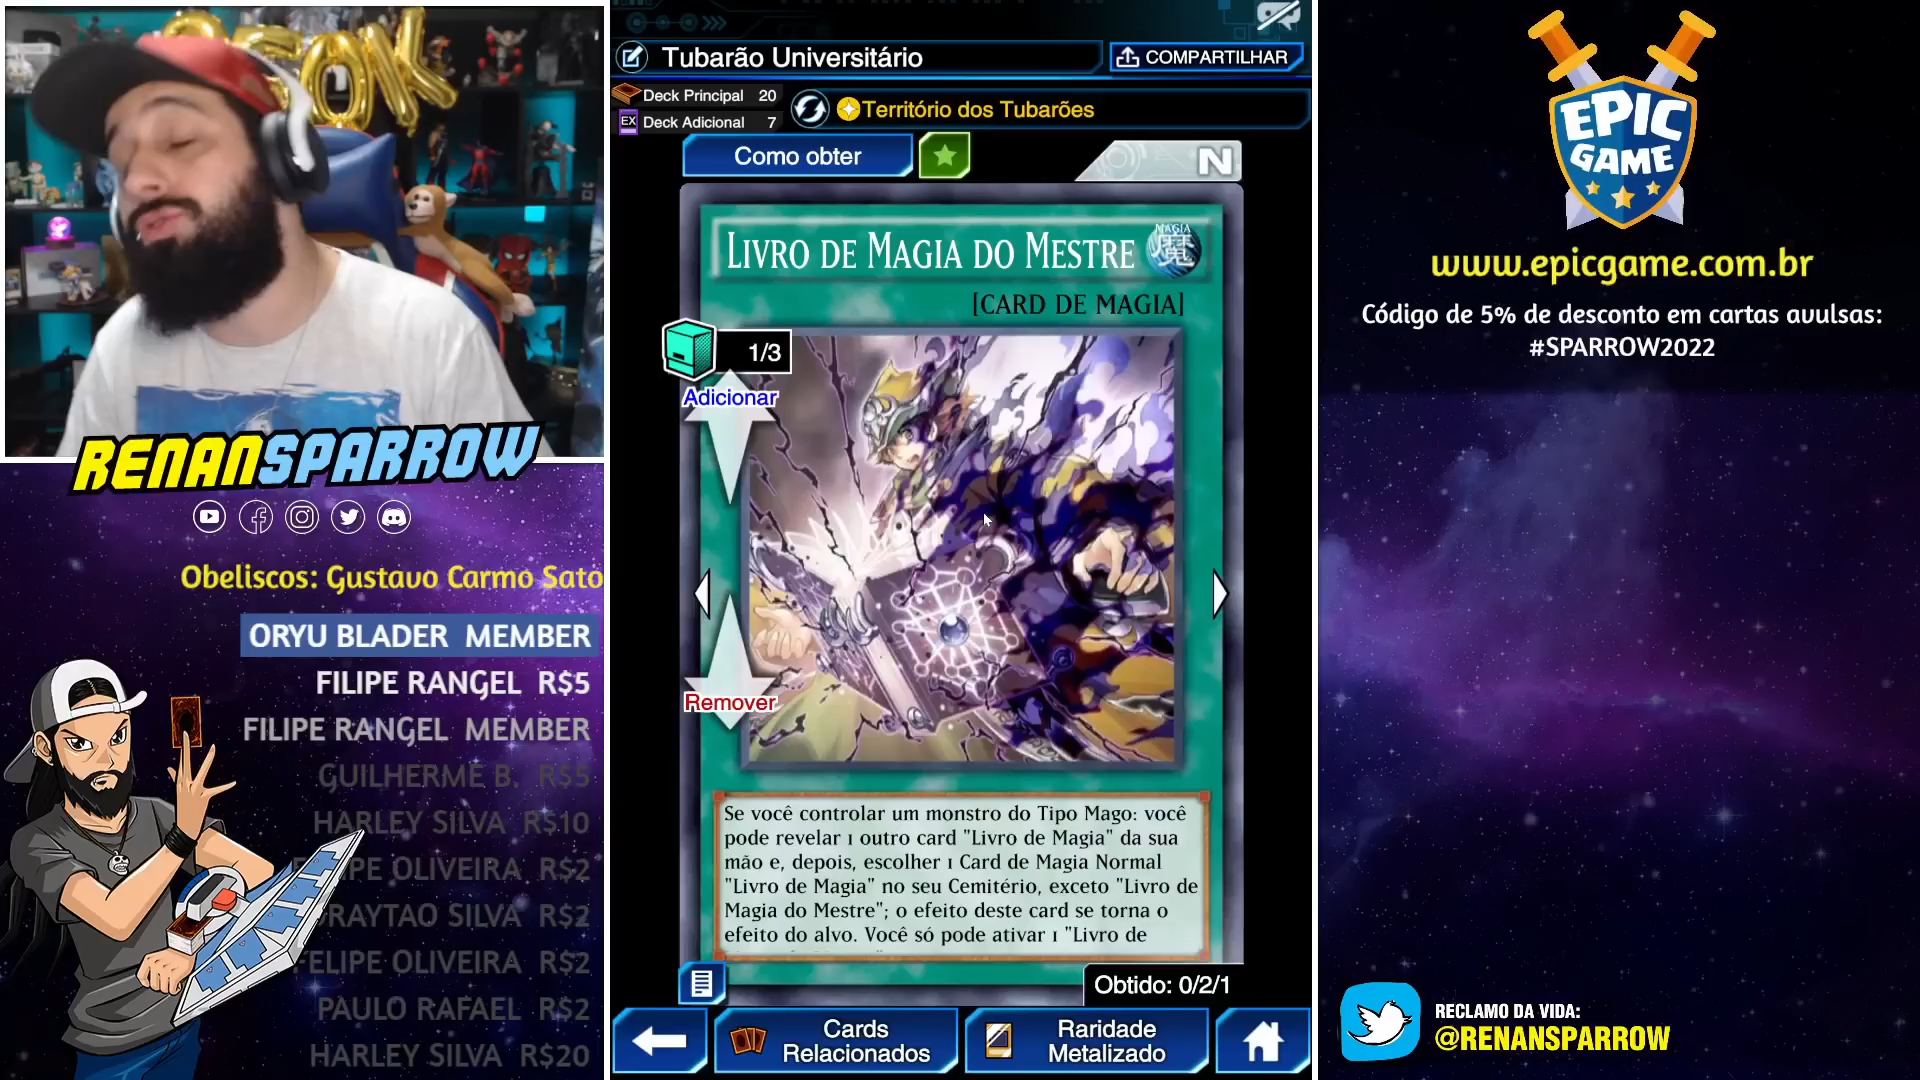 RENANSPARROW
Obeliscos: Gustavo Carmo Sato
ORYU BLADER MEMBER
FILIPE RANGEL R$5
FILIPE RANGEL MEMBER
GUILHERME B. R$5
HARLEY SILVA R$10
FELIPE OLIVEIRA R$2
RAYTAO SILVA R$2
FELIPE OLIVEIRA R$2
PAULO RAFAEL R$2
HARLEY SILVA R$20
Tubarão Universitário
COMPARTILHAR
Deck Principal 20
EX Deck Adicional 7
Território dos Tubarões
Como obter
N
LIVRO DE MAGIA DO MESTRE
MAGIA
魔
[CARD DE MAGIA]
1/3
Adicionar
Remover
Se você controlar um monstro do Tipo Mago: você
pode revelar 1 outro card "Livro de Magia" da sua
mão e, depois, escolher 1 Card de Magia Normal
"Livro de Magia" no seu Cemitério, exceto "Livro de
Magia do Mestre"; o efeito deste card se torna o
efeito do alvo. Você só pode ativar 1 "Livro de
Obtido: 0/2/1
Cards
Relacionados
Raridade
Metalizado
EPIC
GAME
www.epicgame.com.br
Código de 5% de desconto em cartas avulsas:
#SPARROW2022
RECLAMO DA VIDA:
@RENANSPARROW